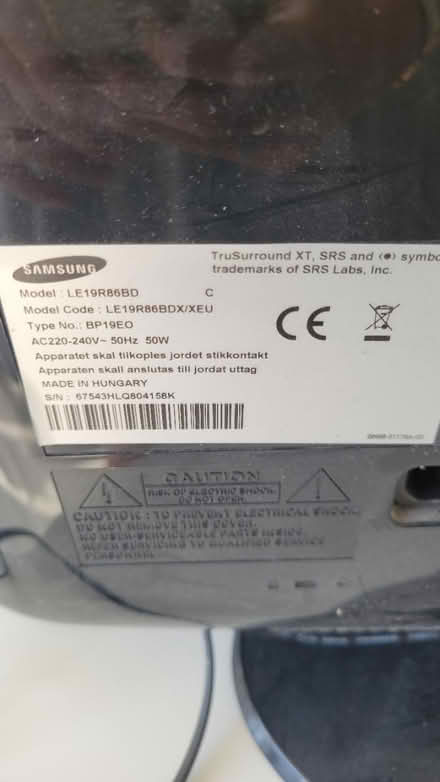 TruSurround XT, SRS and (●) symbo
trademarks of SRS Labs, Inc.
SAMSUNG
Model : LE19R86BD C
Model Code : LE19R86BDX/XEU
Type No.: BP19EO
AC220-240V~ 50Hz 50W
Apparatet skal tilkoples jordet stikkontakt
Apparaten skall anslutas till jordat uttag
MADE IN HUNGARY
S/N : 67543HLQ804158K
CE
CAUTION
RISK OF ELECTRIC SHOCK
DO NOT OPEN
CAUTION : TO PREVENT ELECTRICAL SHOCK,
DO NOT REMOVE THIS COVER.
NO USER-SERVICEABLE PARTS INSIDE.
REFER SERVICING TO QUALIFIED SERVICE
PERSONNEL.